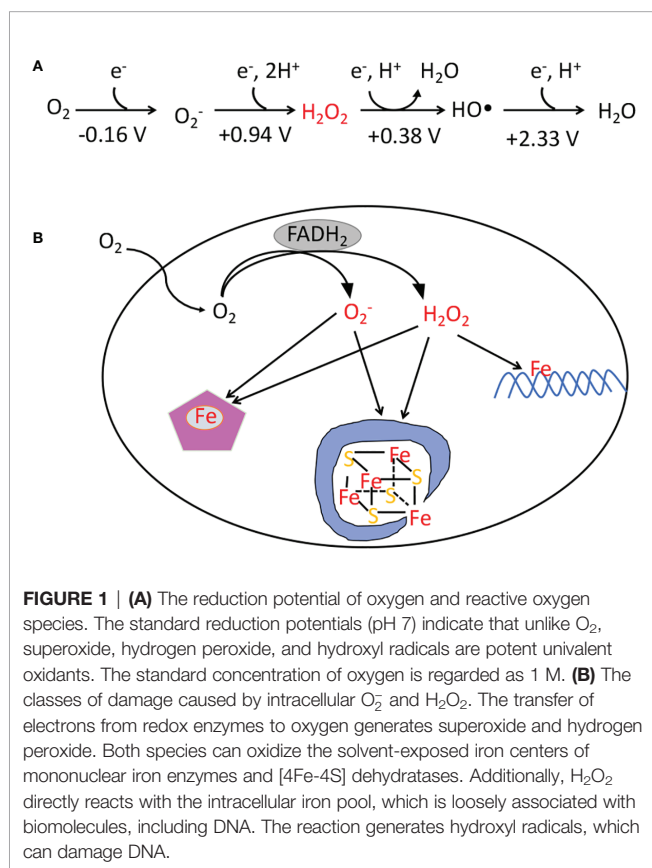 A
e⁻ e⁻, 2H⁺ e⁻, H⁺ H₂O e⁻, H⁺
O₂ O₂⁻ H₂O₂ HO• H₂O
-0.16 V +0.94 V +0.38 V +2.33 V
B
O₂
FADH₂
O₂ O₂⁻ H₂O₂
Fe
Fe
S Fe
Fe S
Fe S
S Fe
FIGURE 1 | (A) The reduction potential of oxygen and reactive oxygen
species. The standard reduction potentials (pH 7) indicate that unlike O₂,
superoxide, hydrogen peroxide, and hydroxyl radicals are potent univalent
oxidants. The standard concentration of oxygen is regarded as 1 M. (B) The
classes of damage caused by intracellular O₂⁻ and H₂O₂. The transfer of
electrons from redox enzymes to oxygen generates superoxide and hydrogen
peroxide. Both species can oxidize the solvent-exposed iron centers of
mononuclear iron enzymes and [4Fe-4S] dehydratases. Additionally, H₂O₂
directly reacts with the intracellular iron pool, which is loosely associated with
biomolecules, including DNA. The reaction generates hydroxyl radicals, which
can damage DNA.